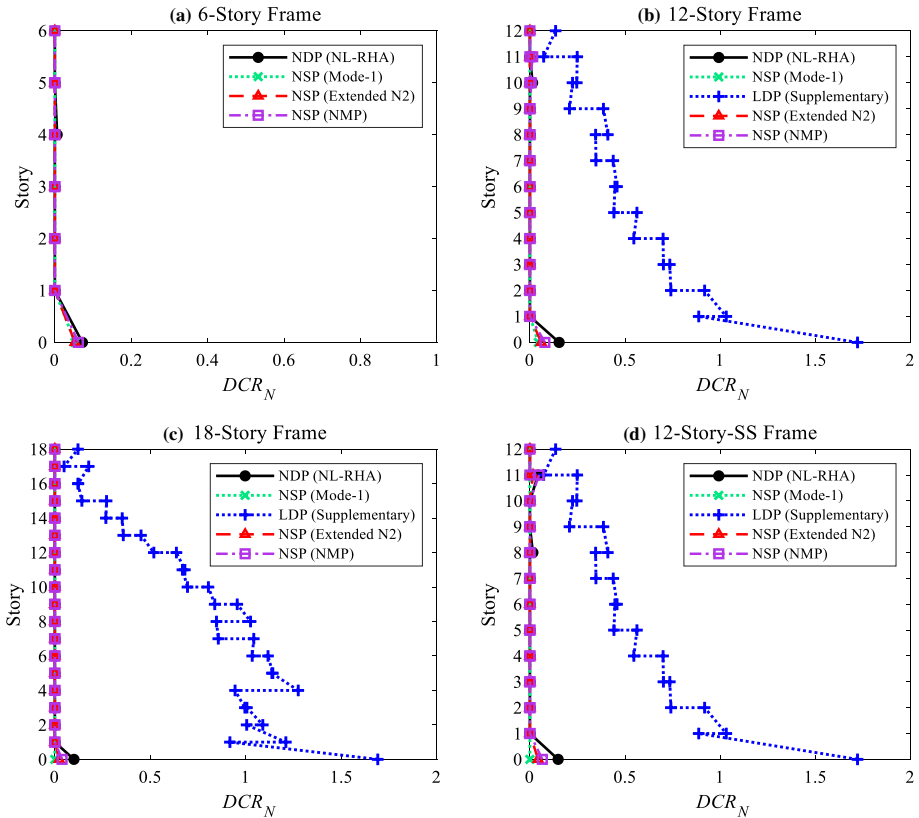 (a) 6-Story Frame
6
5
4
3
2
1
0
Story
NDP (NL-RHA)
NSP (Mode-1)
NSP (Extended N2)
NSP (NMP)
0
0.2
0.4
0.6
0.8
1
DCR_N
(b) 12-Story Frame
12
11
10
9
8
7
6
5
4
3
2
1
0
Story
NDP (NL-RHA)
NSP (Mode-1)
LDP (Supplementary)
NSP (Extended N2)
NSP (NMP)
0
0.5
1
1.5
2
DCR_N
(c) 18-Story Frame
18
16
14
12
10
8
6
4
2
0
Story
NDP (NL-RHA)
NSP (Mode-1)
LDP (Supplementary)
NSP (Extended N2)
NSP (NMP)
0
0.5
1
1.5
2
DCR_N
(d) 12-Story-SS Frame
12
11
10
9
8
7
6
5
4
3
2
1
0
Story
NDP (NL-RHA)
NSP (Mode-1)
LDP (Supplementary)
NSP (Extended N2)
NSP (NMP)
0
0.5
1
1.5
2
DCR_N